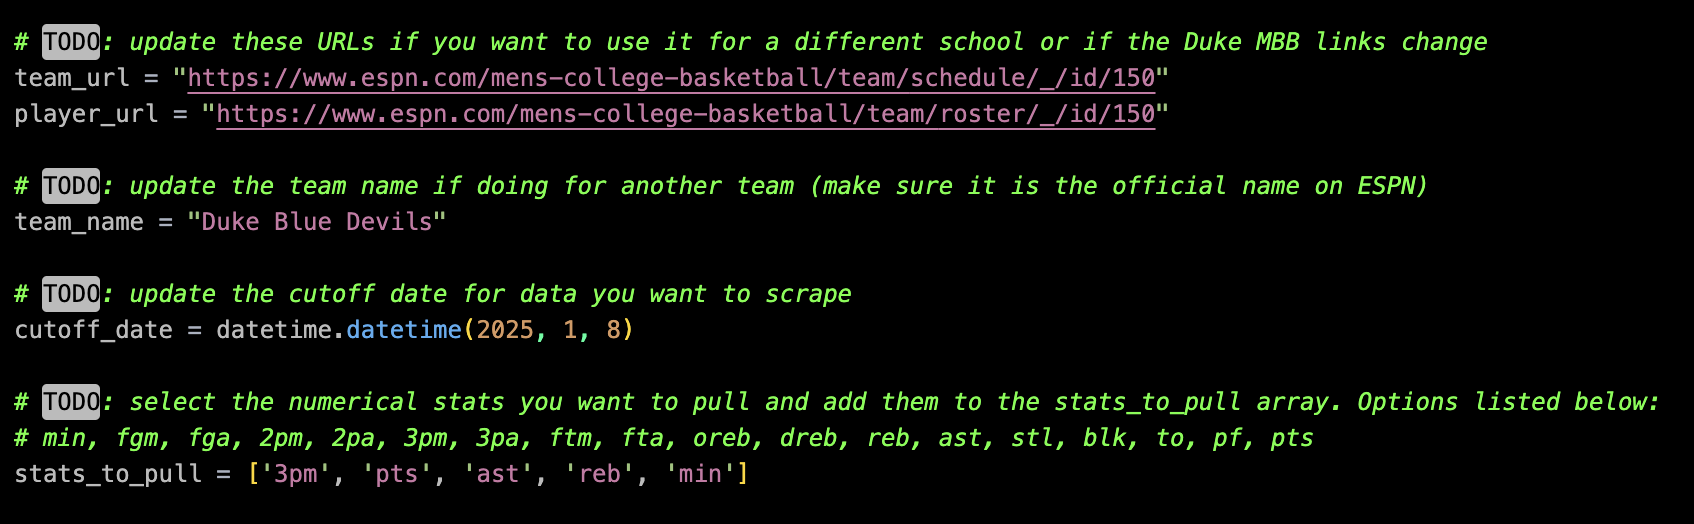 # TODO: update these URLs if you want to use it for a different school or if the Duke MBB links change
team_url = "https://www.espn.com/mens-college-basketball/team/schedule/_/id/150"
player_url = "https://www.espn.com/mens-college-basketball/team/roster/_/id/150"
# TODO: update the team name if doing for another team (make sure it is the official name on ESPN)
team_name = "Duke Blue Devils"
# TODO: update the cutoff date for data you want to scrape
cutoff_date = datetime.datetime(2025, 1, 8)
# TODO: select the numerical stats you want to pull and add them to the stats_to_pull array. Options listed below:
# min, fgm, fga, 2pm, 2pa, 3pm, 3pa, ftm, fta, oreb, dreb, reb, ast, stl, blk, to, pf, pts
stats_to_pull = ['3pm', 'pts', 'ast', 'reb', 'min']